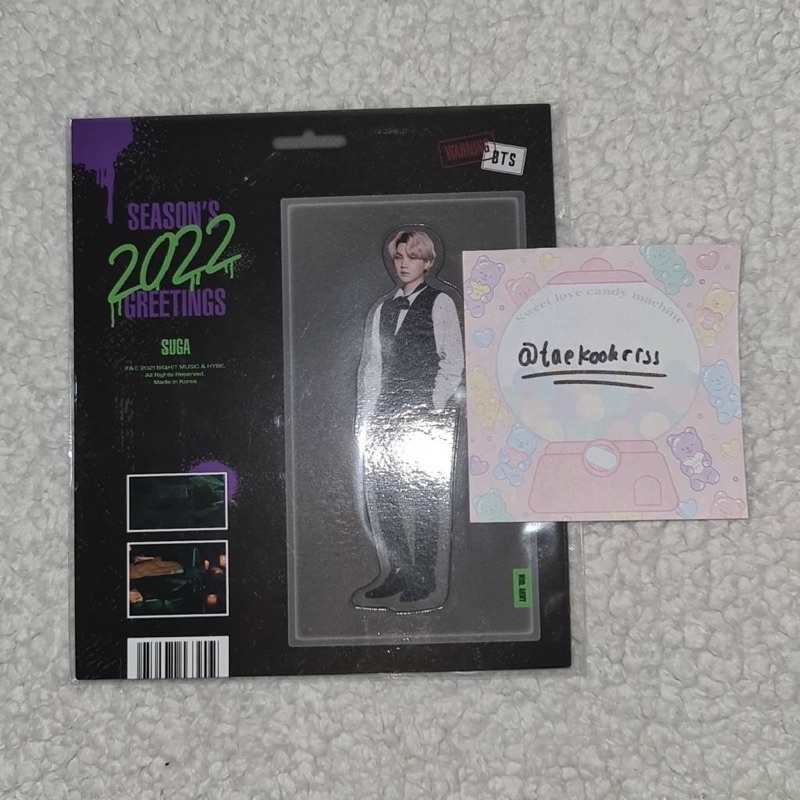 WARNING
BTS
SEASON'S
2022
GREETINGS
SUGA
℗&© 2021 BIGHIT MUSIC & HYBE.
All Rights Reserved.
Made in Korea.
Sweet love candy machine
@taekookriss